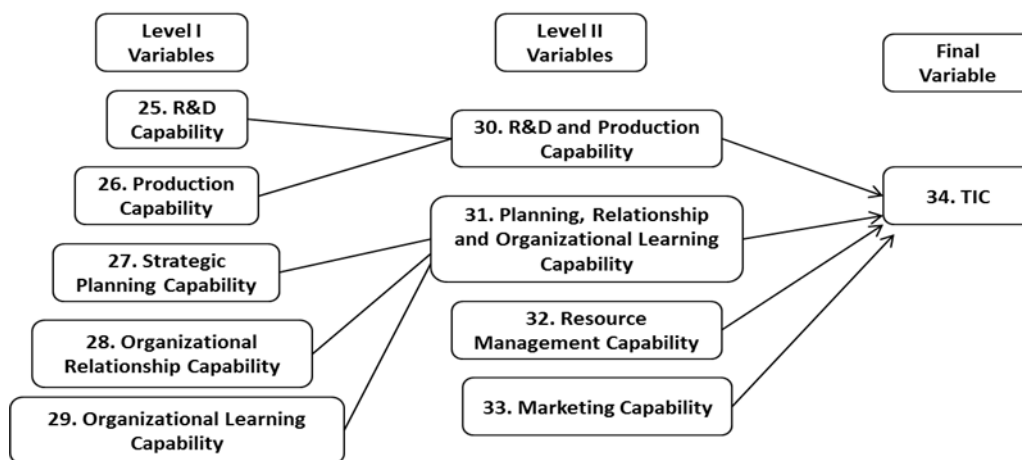 Level I
Variables
Level II
Variables
Final
Variable
25. R&D
Capability
26. Production
Capability
27. Strategic
Planning Capability
28. Organizational
Relationship Capability
29. Organizational Learning
Capability
30. R&D and Production
Capability
31. Planning, Relationship
and Organizational Learning
Capability
32. Resource
Management Capability
33. Marketing Capability
34. TIC